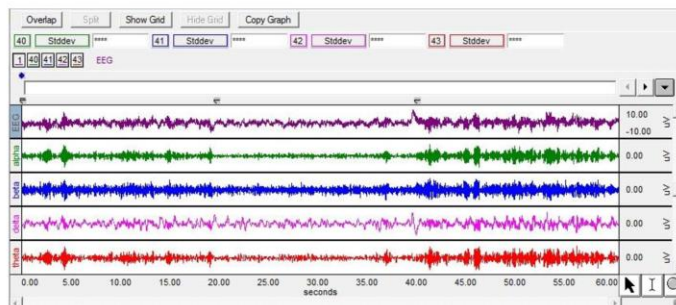 Overlap Split Show Grid Hide Grid Copy Graph
40 Stddev **** 41 Stddev **** 42 Stddev **** 43 Stddev ****
1 40 41 42 43 EEG
EEG 10.00
-10.00
alpha 0.00
beta 0.00
delta 0.00
theta 0.00
0.00 5.00 10.00 15.00 20.00 25.00 30.00 35.00 40.00 45.00 50.00 55.00 60.00
seconds